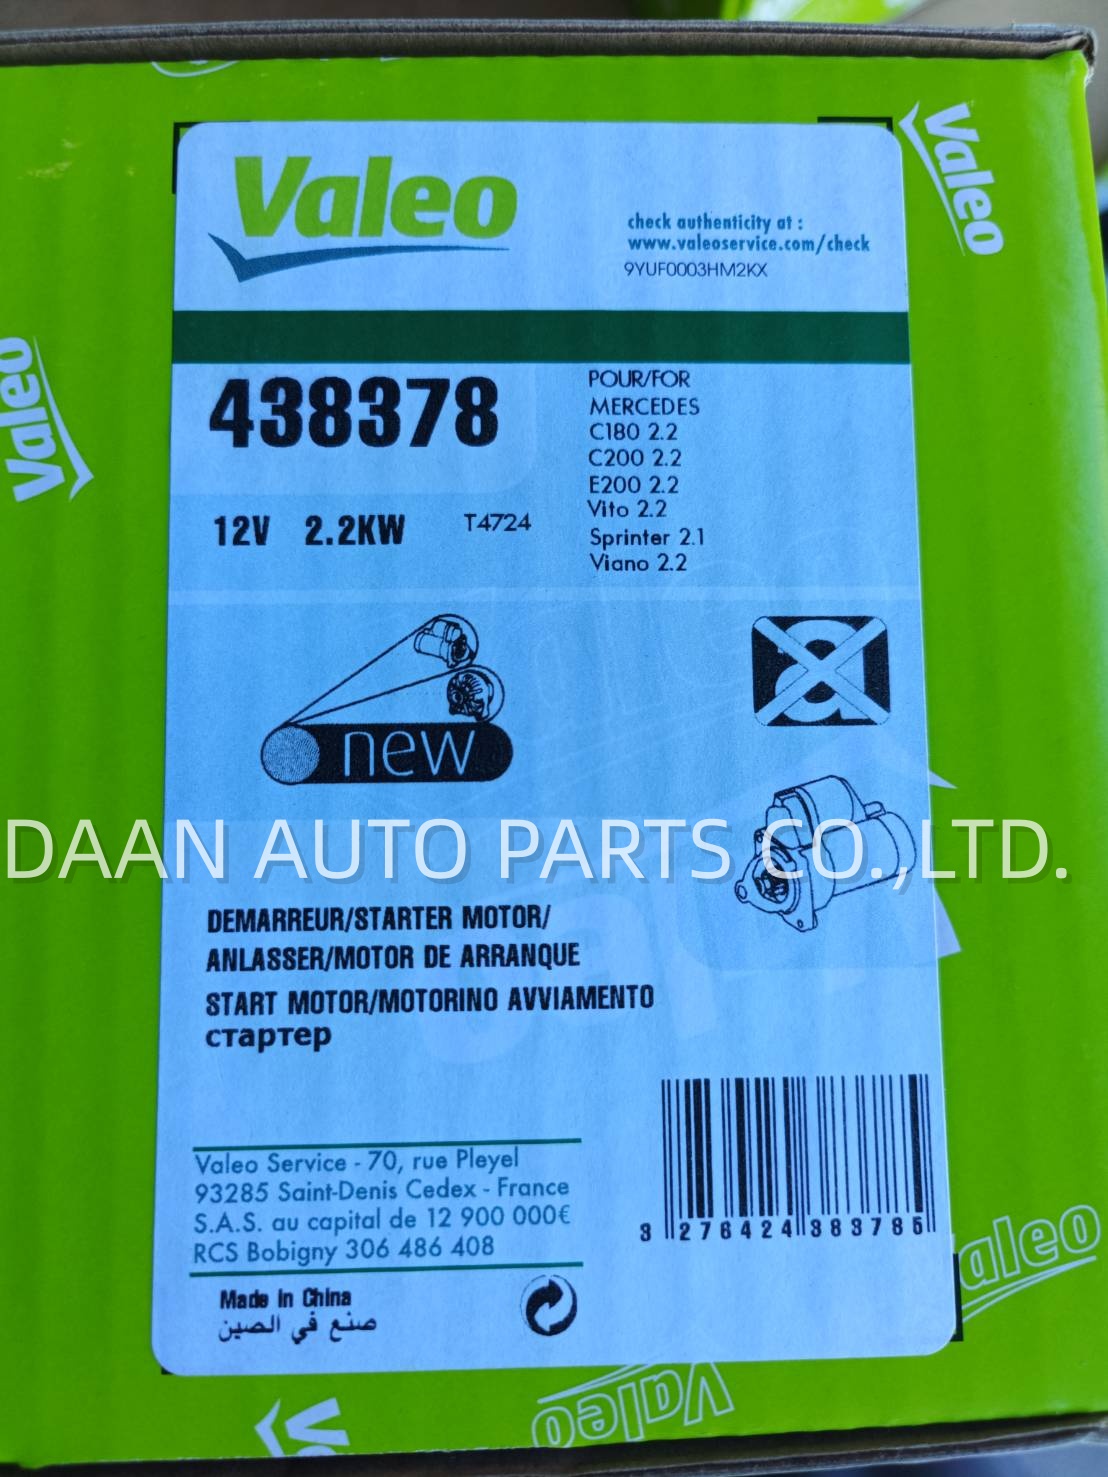 Valeo
check authenticity at :
www.valeoservice.com/check
9YUF0003HM2KX
Valeo
Valeo
438378
POUR/FOR
MERCEDES
C180 2.2
C200 2.2
E200 2.2
Vito 2.2
Sprinter 2.1
Viano 2.2
12V 2.2KW T4724
new
a
DAAN AUTO PARTS CO.,LTD.
DEMARREUR/STARTER MOTOR/
ANLASSER/MOTOR DE ARRANQUE
START MOTOR/MOTORINO AVVIAMENTO
стартер
Valeo Service - 70, rue Pleyel
93285 Saint-Denis Cedex - France
S.A.S. au capital de 12 900 000€
RCS Bobigny 306 486 408
3 276424 383785
Made in China
صنع في الصين
Valeo
Valeo